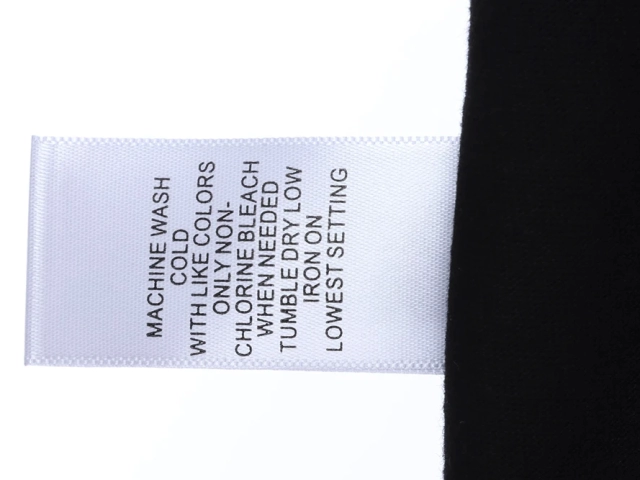 MACHINE WASH
COLD
WITH LIKE COLORS
ONLY NON-
CHLORINE BLEACH
WHEN NEEDED
TUMBLE DRY LOW
IRON ON
LOWEST SETTING